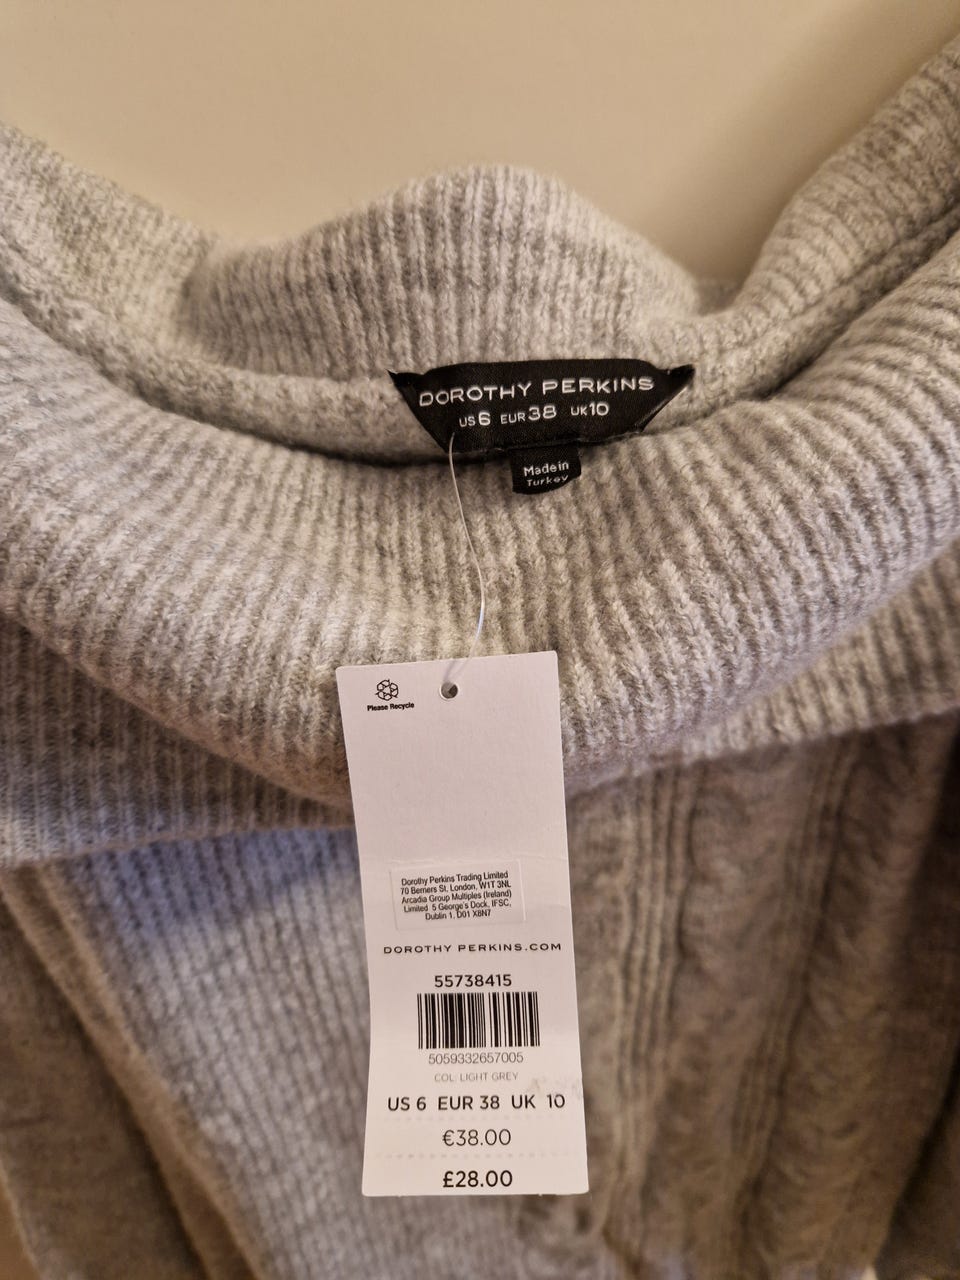 DOROTHY PERKINS
US 6 EUR 38 UK 10
Made in
Turkey
Please Recycle
Dorothy Perkins Trading Limited
70 Berners St, London, W1T 3NL
Arcadia Group Multiples (Ireland)
Limited 5 George's Dock, IFSC,
Dublin 1, D01 X8N7
DOROTHY PERKINS.COM
55738415
5059332657005
COL: LIGHT GREY
US 6 EUR 38 UK 10
€38.00
£28.00